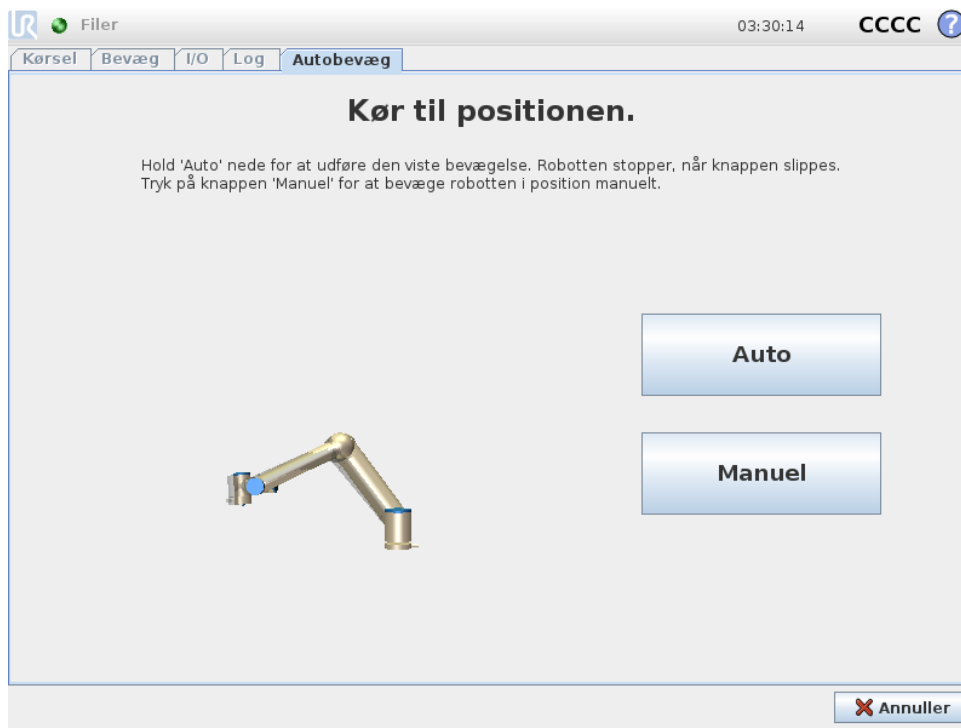 UR Filer 03:30:14 CCCC ?
Kørsel Bevæg I/O Log Autobevæg
Kør til positionen.
Hold 'Auto' nede for at udføre den viste bevægelse. Robotten stopper, når knappen slippes.
Tryk på knappen 'Manuel' for at bevæge robotten i position manuelt.
Auto
Manuel
Annuller